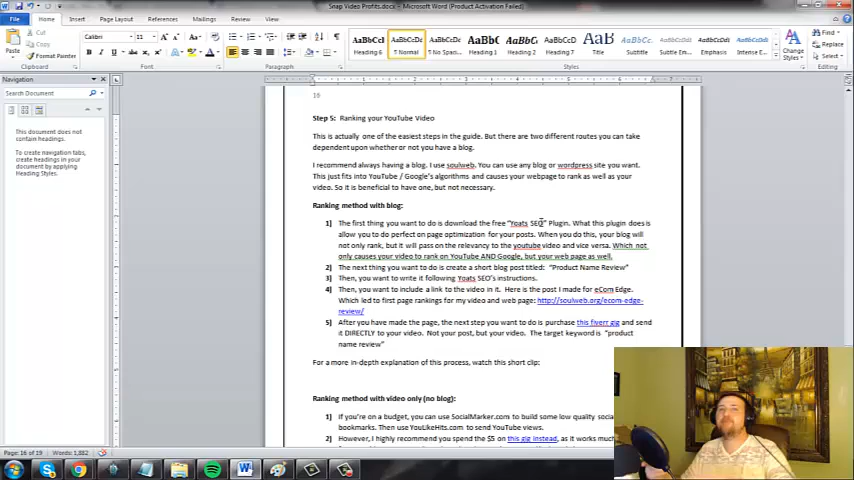 Snap Video Profits.docx - Microsoft Word (Product Activation Failed)
File Home Insert Page Layout References Mailings Review View
Cut
Copy
Format Painter
Paste
Clipboard
Calibri 11
Font
Paragraph
AaBbCcI AaBbCcDc AaBbCcDc AaBbC AaBbCc AaBbCcI AaB AaBbCc. AaBbCcDc AaBbCcDc AaBbCcDc
Heading 6 ¶ Normal ¶ No Spac... Heading 1 Heading 2 Heading 7 Title Subtitle Subtle Em... Emphasis Intense E...
Styles
Change Styles
Find
Replace
Select
Editing
Navigation
Search Document
This document does not
contain headings.
To create navigation tabs,
create headings in your
document by applying
Heading Styles.
10
Step 5: Ranking your YouTube Video
This is actually one of the easiest steps in the guide. But there are two different routes you can take
dependent upon whether or not you have a blog.
I recommend always having a blog. I use soulweb. You can use any blog or wordpress site you want.
This just fits into YouTube / Google's algorithms and causes your webpage to rank as well as your
video. So it is beneficial to have one, but not necessary.
Ranking method with blog:
1) The first thing you want to do is download the free "Yoats SEO" Plugin. What this plugin does is
allow you to do perfect on page optimization for your posts. When you do this, your blog will
not only rank, but it will pass on the relevancy to the youtube video and vice versa. Which not
only causes your video to rank on YouTube AND Google, but your web page as well.
2) The next thing you want to do is create a short blog post titled: "Product Name Review"
3) Then, you want to write it following Yoats SEO's instructions.
4) Then, you want to include a link to the video in it. Here is the post I made for eCom Edge.
Which led to first page rankings for my video and web page: http://soulweb.org/ecom-edge-
review/
5) After you have made the page, the next step you want to do is purchase this fiverr gig and send
it DIRECTLY to your video. Not your post, but your video. The target keyword is "product
name review"
For a more in-depth explanation of this process, watch this short clip:
Ranking method with video only (no blog):
1) If you're on a budget, you can use SocialMarker.com to build some low quality
bookmarks. Then use YouLikeHits.com to send YouTube views.
2) However, I highly recommend you spend the $5 on this gig instead, as it works
Page: 16 of 19 Words: 1,882